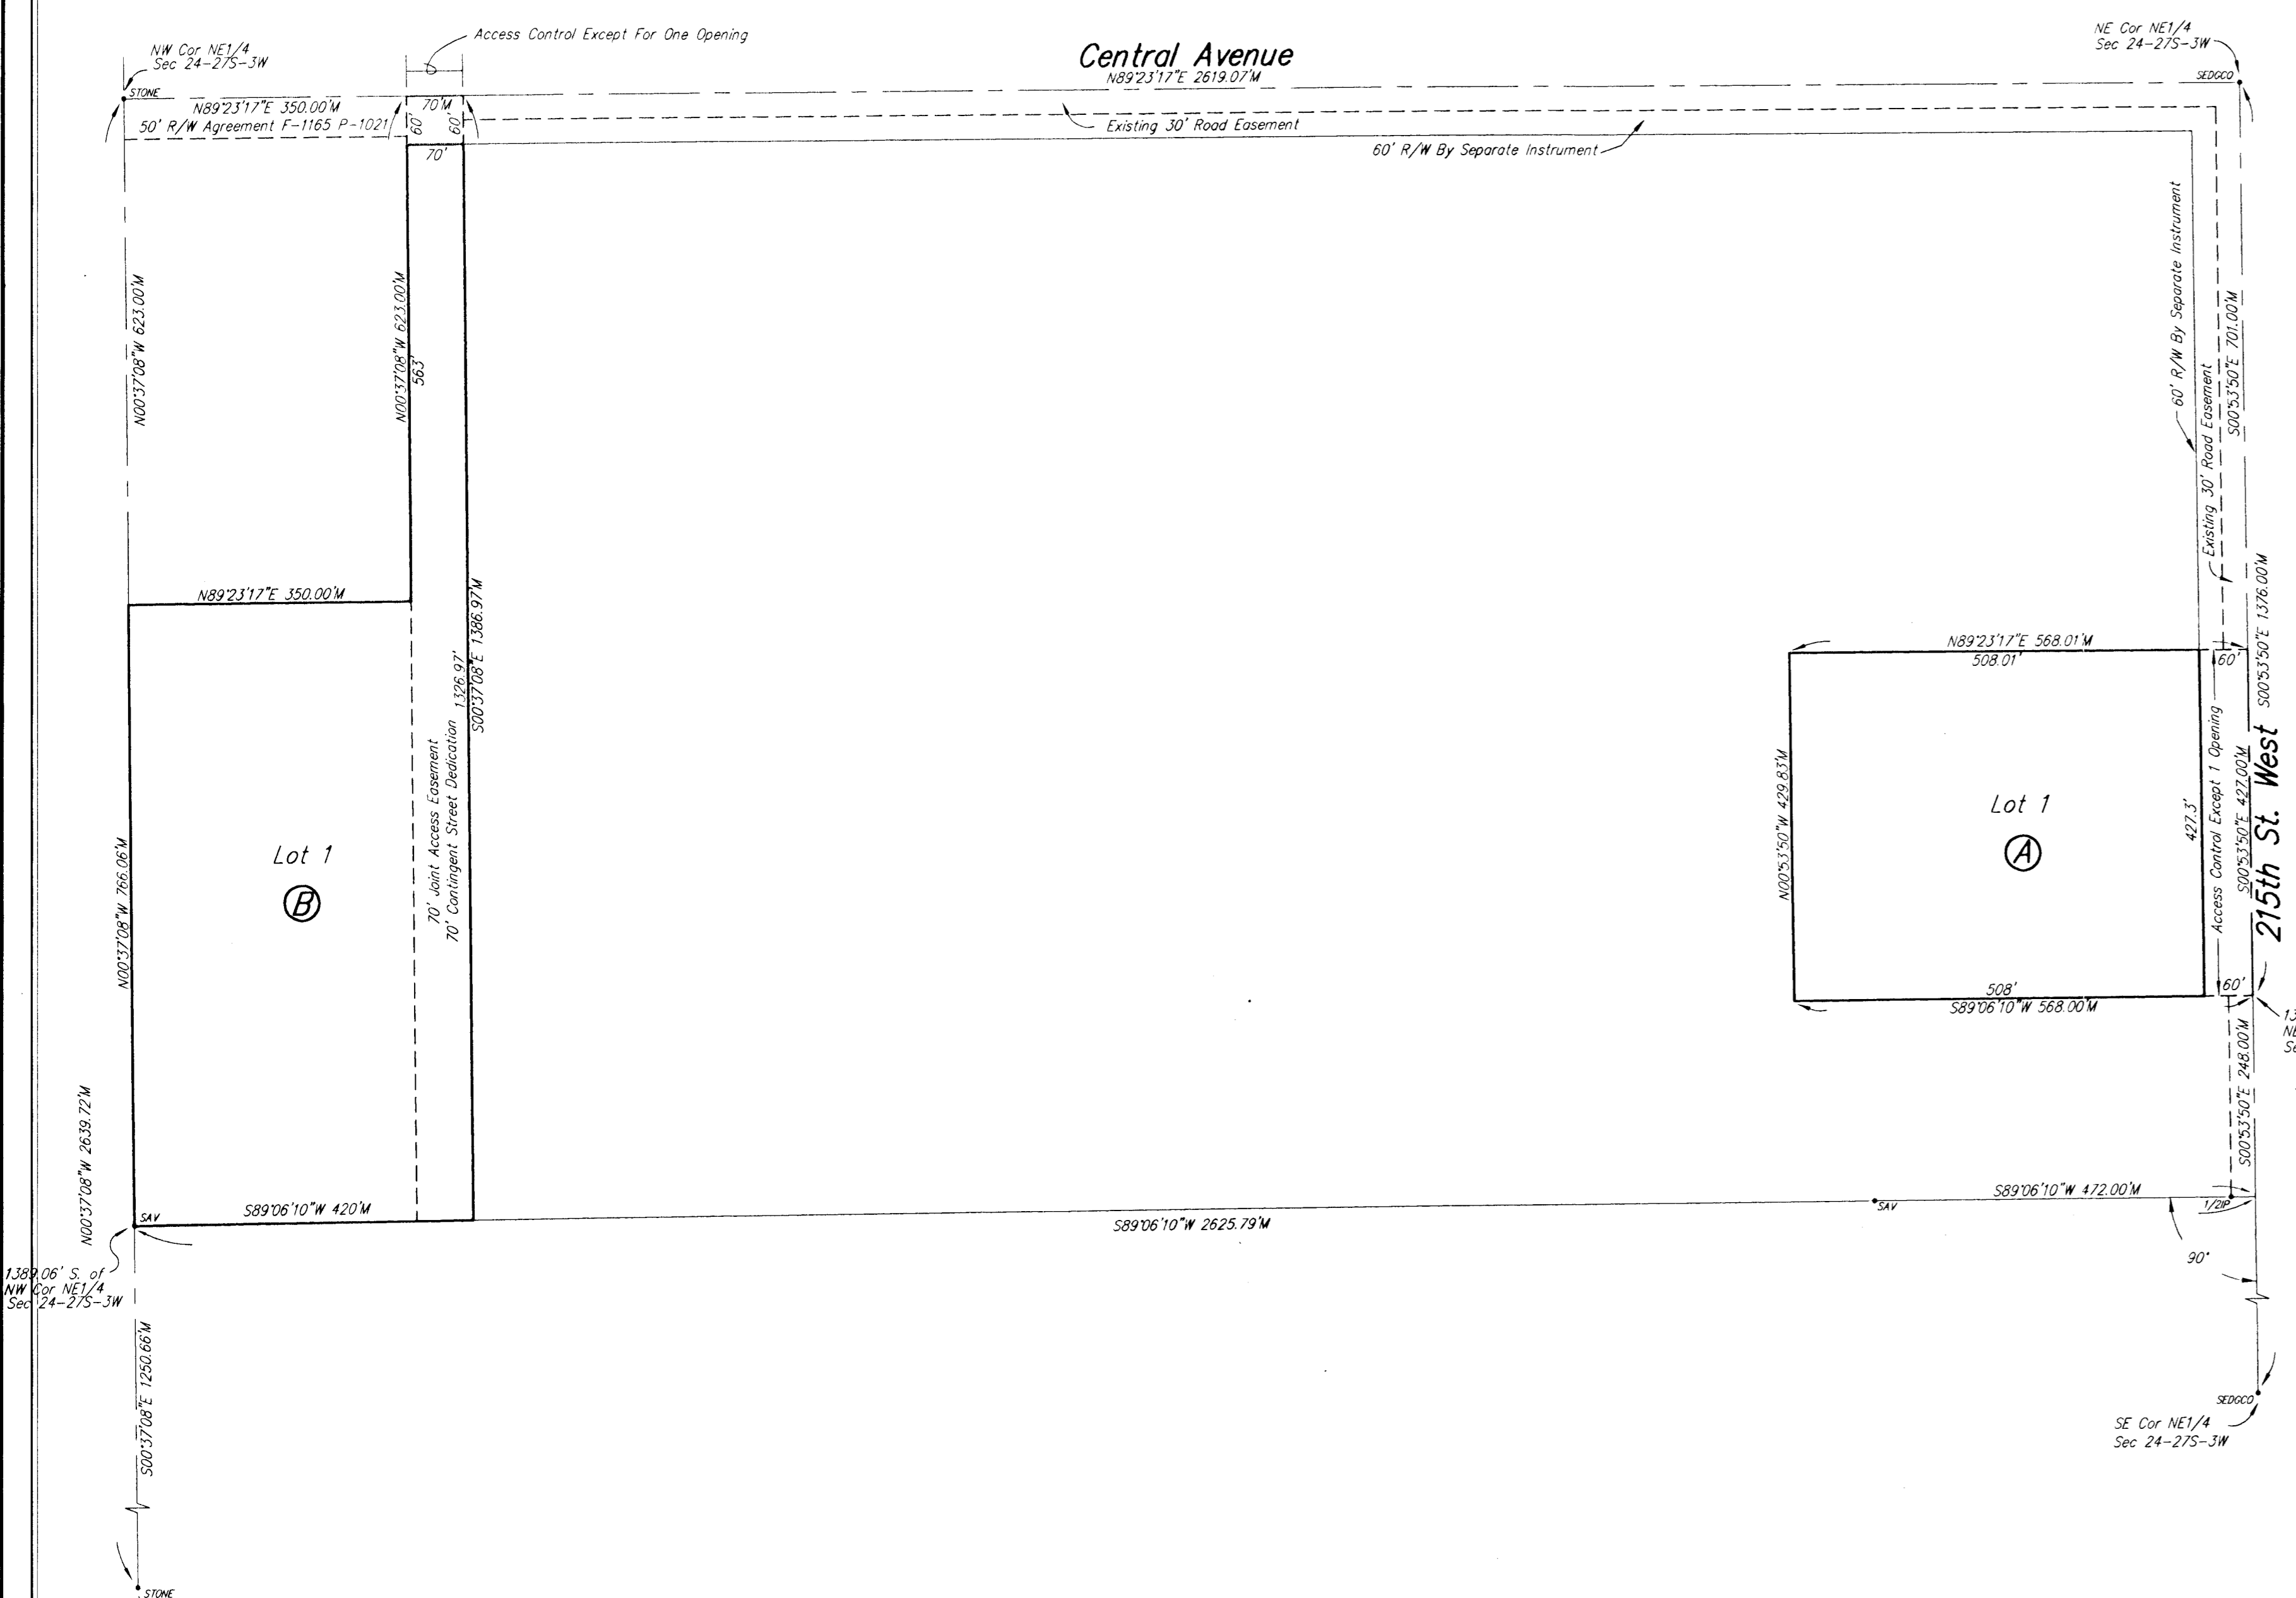 NW Cor NE1/4
Sec 24-27S-3W
Access Control Except For One Opening
Central Avenue
N89°23'17"E 2619.07'M
NE Cor NE1/4
Sec 24-27S-3W
SEDGCO
STONE
N89°23'17"E 350.00'M
50' R/W Agreement F-1165 P-1021
70'M
60'
60'
70'
Existing 30' Road Easement
60' R/W By Separate Instrument
60' R/W By Separate Instrument
Existing 30' Road Easement
S00°53'50"E 701.00'M
N00°37'08"W 623.00'M
N00°37'08"W 623.00'M
563'
N89°23'17"E 350.00'M
S00°37'08"E 1386.97'M
1326.97'
70' Joint Access Easement
70' Contingent Street Dedication
N00°37'08"W 766.06'M
Lot 1
B
N89°23'17"E 568.01'M
508.01'
60'
S00°53'50"E 1376.00'M
215th St. West
N00°53'50"W 429.83'M
Lot 1
A
427.3'
Access Control Except 1 Opening
S00°53'50"E 427.00'M
508'
60'
S89°06'10"W 568.00'M
S00°53'50"E 248.00'M
13
NE
Se
N00°37'08"W 2639.72'M
S89°06'10"W 420'M
SAV
S89°06'10"W 2625.79'M
S89°06'10"W 472.00'M
SAV
1/2IP
90°
1389.06' S. of
NW Cor NE1/4
Sec 24-27S-3W
S00°37'08"E 1250.66'M
SEDGCO
SE Cor NE1/4
Sec 24-27S-3W
STONE